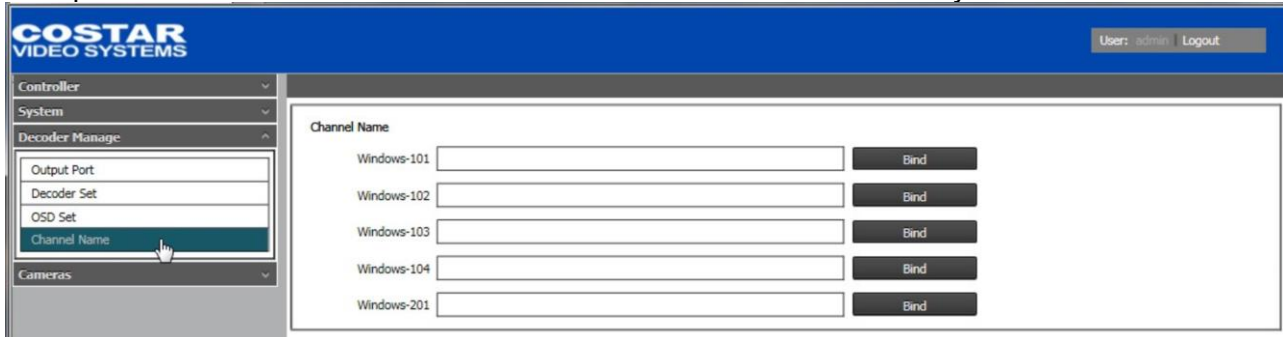 COSTAR
VIDEO SYSTEMS
User: admin | Logout
Controller
System
Decoder Manage
Output Port
Decoder Set
OSD Set
Channel Name
Cameras
Channel Name
Windows-101 Bind
Windows-102 Bind
Windows-103 Bind
Windows-104 Bind
Windows-201 Bind